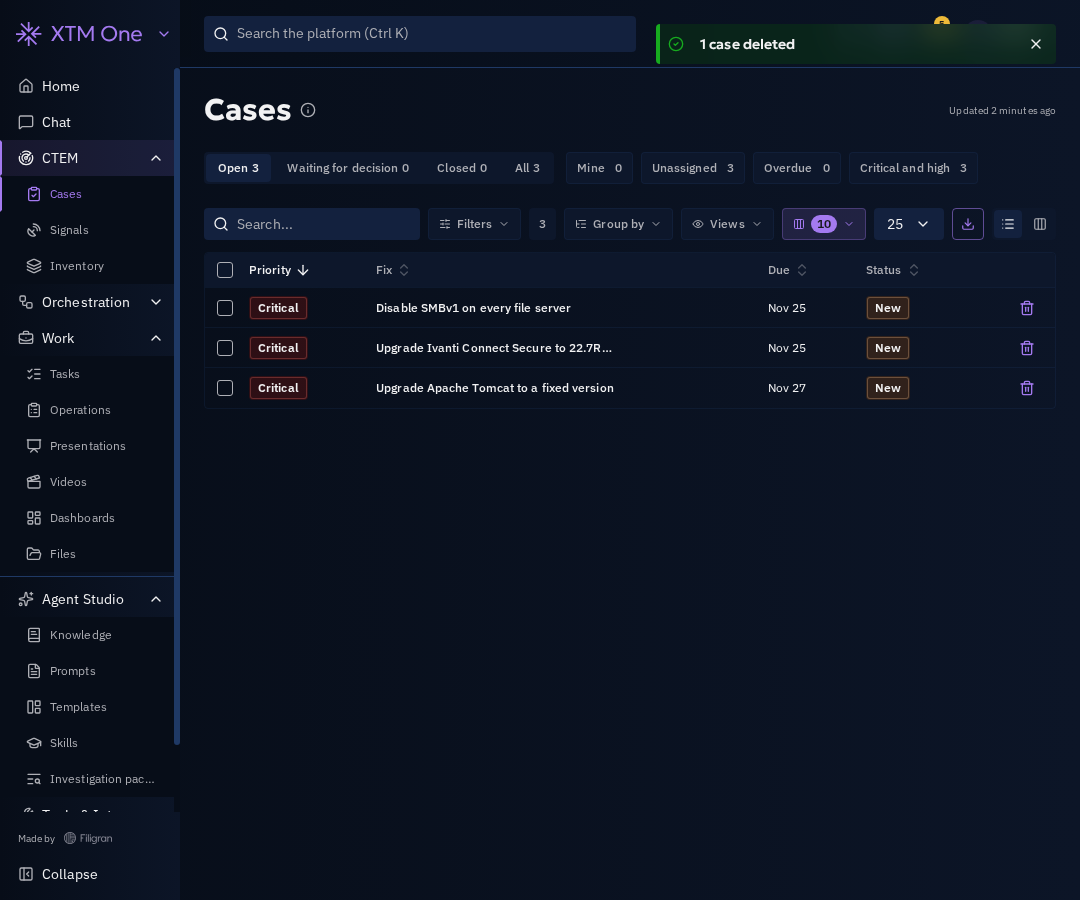 XTM One
Search the platform (Ctrl K)
5
1 case deleted
Home
Chat
CTEM
Cases
Signals
Inventory
Orchestration
Work
Tasks
Operations
Presentations
Videos
Dashboards
Files
Agent Studio
Knowledge
Prompts
Templates
Skills
Investigation pac...
Made by Filigran
Collapse
Cases
Updated 2 minutes ago
Open 3 Waiting for decision 0 Closed 0 All 3 Mine 0 Unassigned 3 Overdue 0 Critical and high 3
Search... Filters 3 Group by Views 10 25
Priority Fix Due Status
Critical Disable SMBv1 on every file server Nov 25 New
Critical Upgrade Ivanti Connect Secure to 22.7R... Nov 25 New
Critical Upgrade Apache Tomcat to a fixed version Nov 27 New